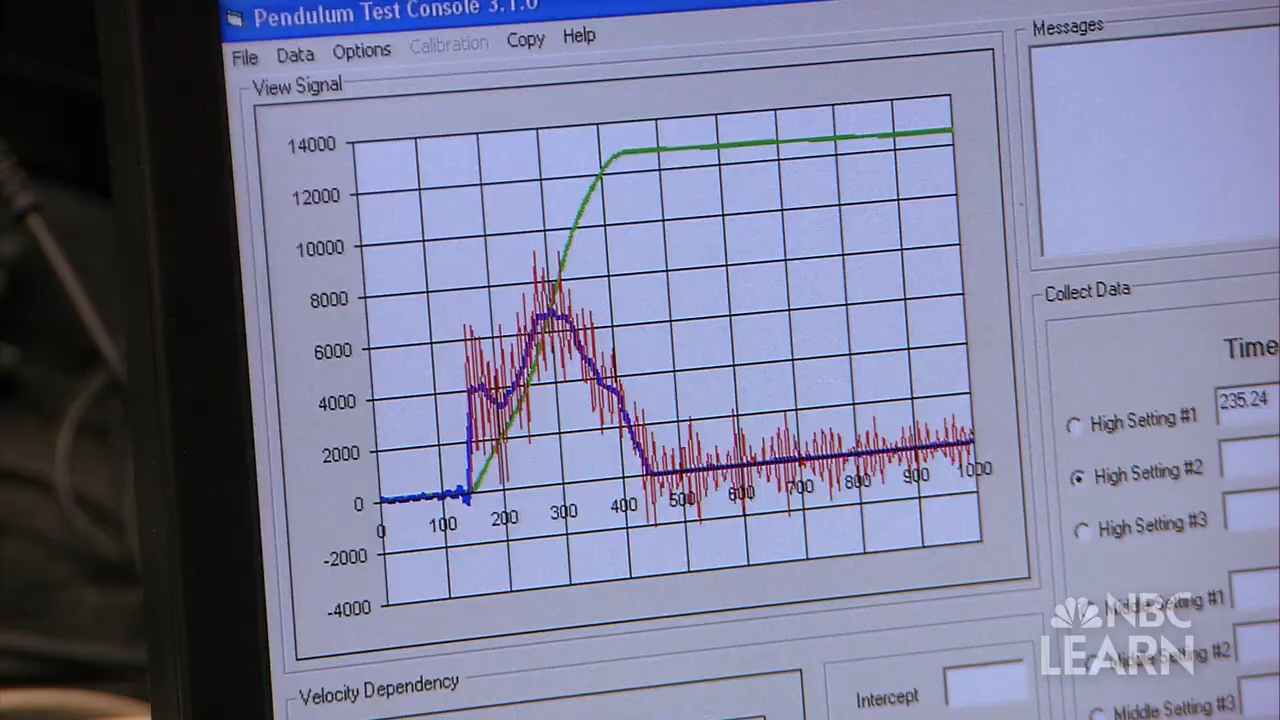 Pendulum Test Console 3.1.0
File Data Options Calibration Copy Help
View Signal
Messages
14000
12000
10000
8000
6000
4000
2000
0
-2000
-4000
0 100 200 300 400 500 600 700 800 900 1000
Collect Data
Time
High Setting #1 235.24
High Setting #2
High Setting #3
Middle Setting #1
Middle Setting #2
Middle Setting #3
Velocity Dependency
Intercept
NBC
LEARN